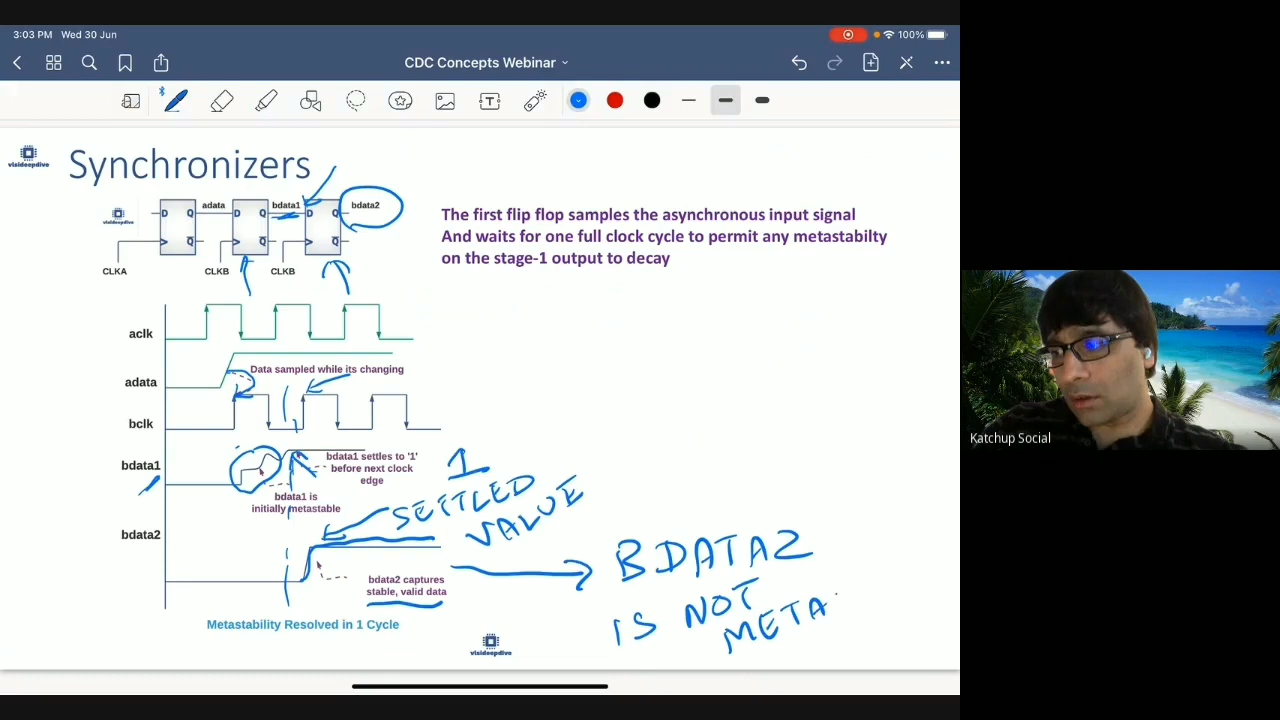 3:03 PM Wed 30 Jun
100%
CDC Concepts Webinar
vlsideepdive
Synchronizers
adata
bdata1
bdata2
D
Q
D
Q
D
Q
Q
Q
Q
CLKA
CLKB
CLKB
The first flip flop samples the asynchronous input signal
And waits for one full clock cycle to permit any metastabilty
on the stage-1 output to decay
aclk
adata
Data sampled while its changing
bclk
bdata1
bdata1 settles to '1'
before next clock
edge
bdata1 is
initially metastable
1
SETTLED
VALUE
bdata2
bdata2 captures
stable, valid data
BDATA2
IS NOT
META
Metastability Resolved in 1 Cycle
vlsideepdive
Katchup Social